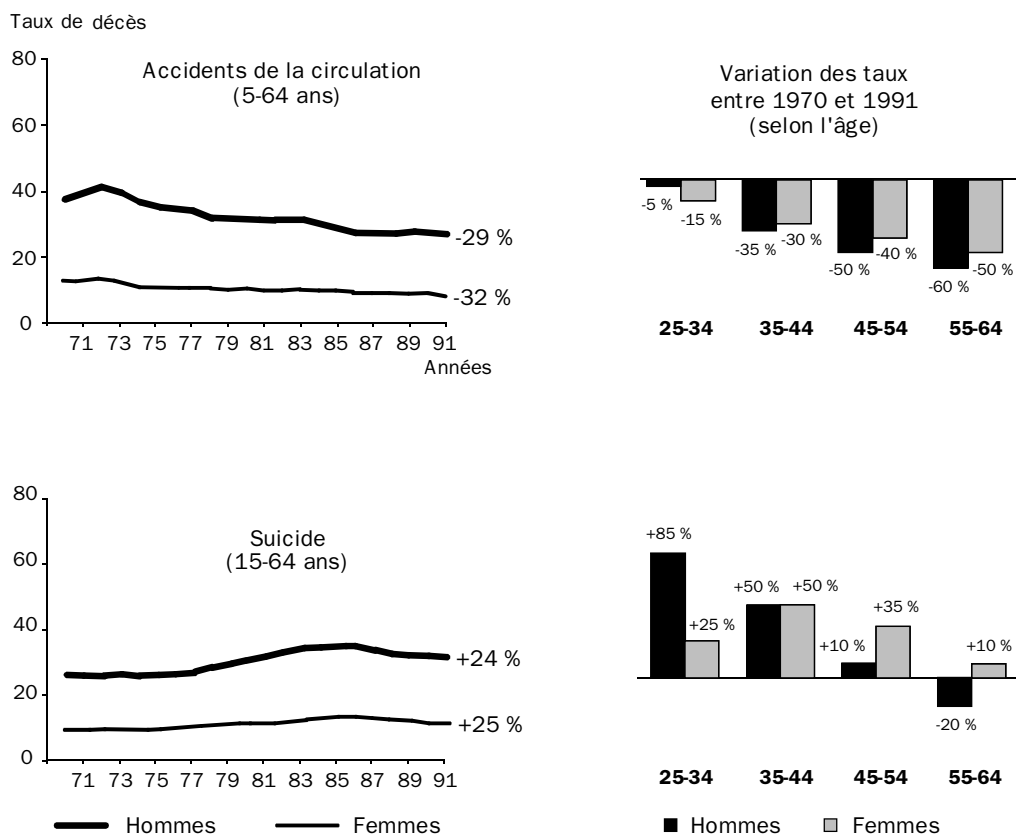 Taux de décès
Accidents de la circulation
(5-64 ans)
80
60
40
20
0
-29 %
-32 %
71 73 75 77 79 81 83 85 87 89 91
Années
Variation des taux
entre 1970 et 1991
(selon l'âge)
-5 % -15 % -35 % -30 % -50 % -40 % -60 % -50 %
25-34 35-44 45-54 55-64
Suicide
(15-64 ans)
80
60
40
20
0
+24 %
+25 %
71 73 75 77 79 81 83 85 87 89 91
Hommes Femmes
+85 % +25 % +50 % +50 % +10 % +35 % -20 % +10 %
25-34 35-44 45-54 55-64
Hommes Femmes